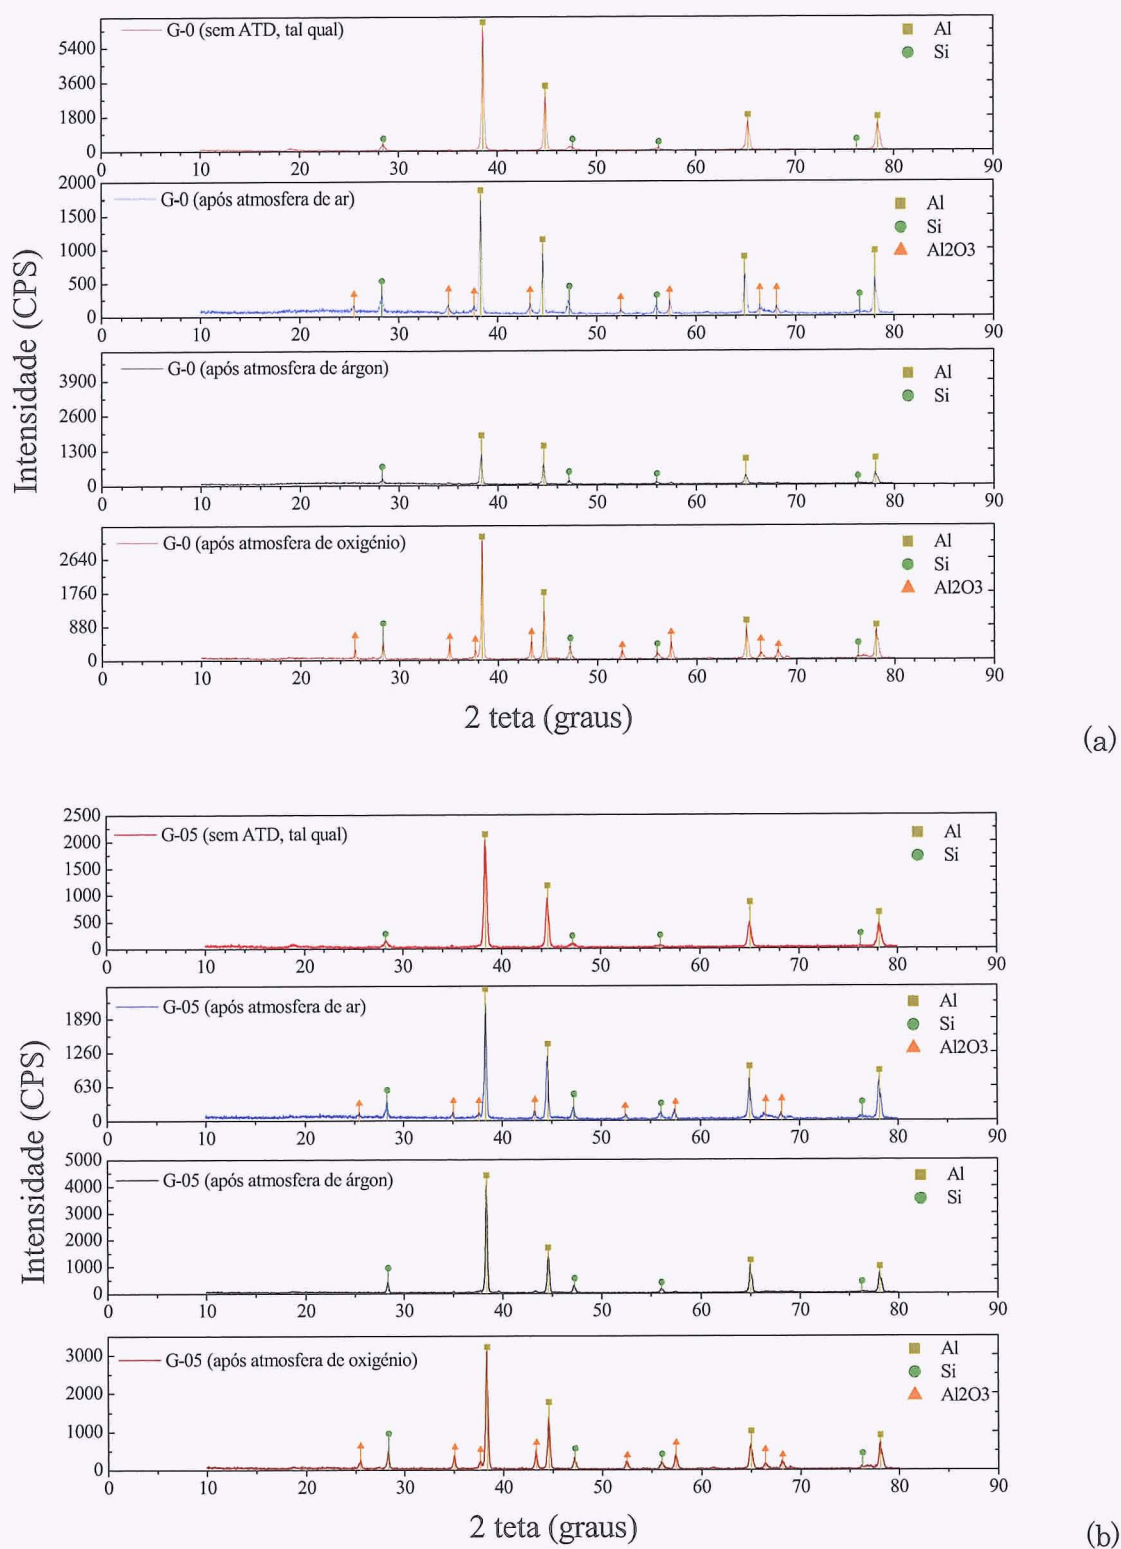 G-0 (sem ATD, tal qual)
Al
Si
5400
3600
1800
0
0 10 20 30 40 50 60 70 80 90
G-0 (após atmosfera de ar)
Al
Si
Al2O3
2000
1500
1000
500
0
0 10 20 30 40 50 60 70 80 90
Intensidade (CPS)
G-0 (após atmosfera de árgon)
Al
Si
3900
2600
1300
0
0 10 20 30 40 50 60 70 80 90
G-0 (após atmosfera de oxigénio)
Al
Si
Al2O3
2640
1760
880
0
0 10 20 30 40 50 60 70 80 90
2 teta (graus)
(a)
G-05 (sem ATD, tal qual)
Al
Si
2500
2000
1500
1000
500
0
0 10 20 30 40 50 60 70 80 90
G-05 (após atmosfera de ar)
Al
Si
Al2O3
1890
1260
630
0
0 10 20 30 40 50 60 70 80 90
Intensidade (CPS)
G-05 (após atmosfera de árgon)
Al
Si
5000
4000
3000
2000
1000
0
0 10 20 30 40 50 60 70 80 90
G-05 (após atmosfera de oxigénio)
Al
Si
Al2O3
3000
2000
1000
0
0 10 20 30 40 50 60 70 80 90
2 teta (graus)
(b)